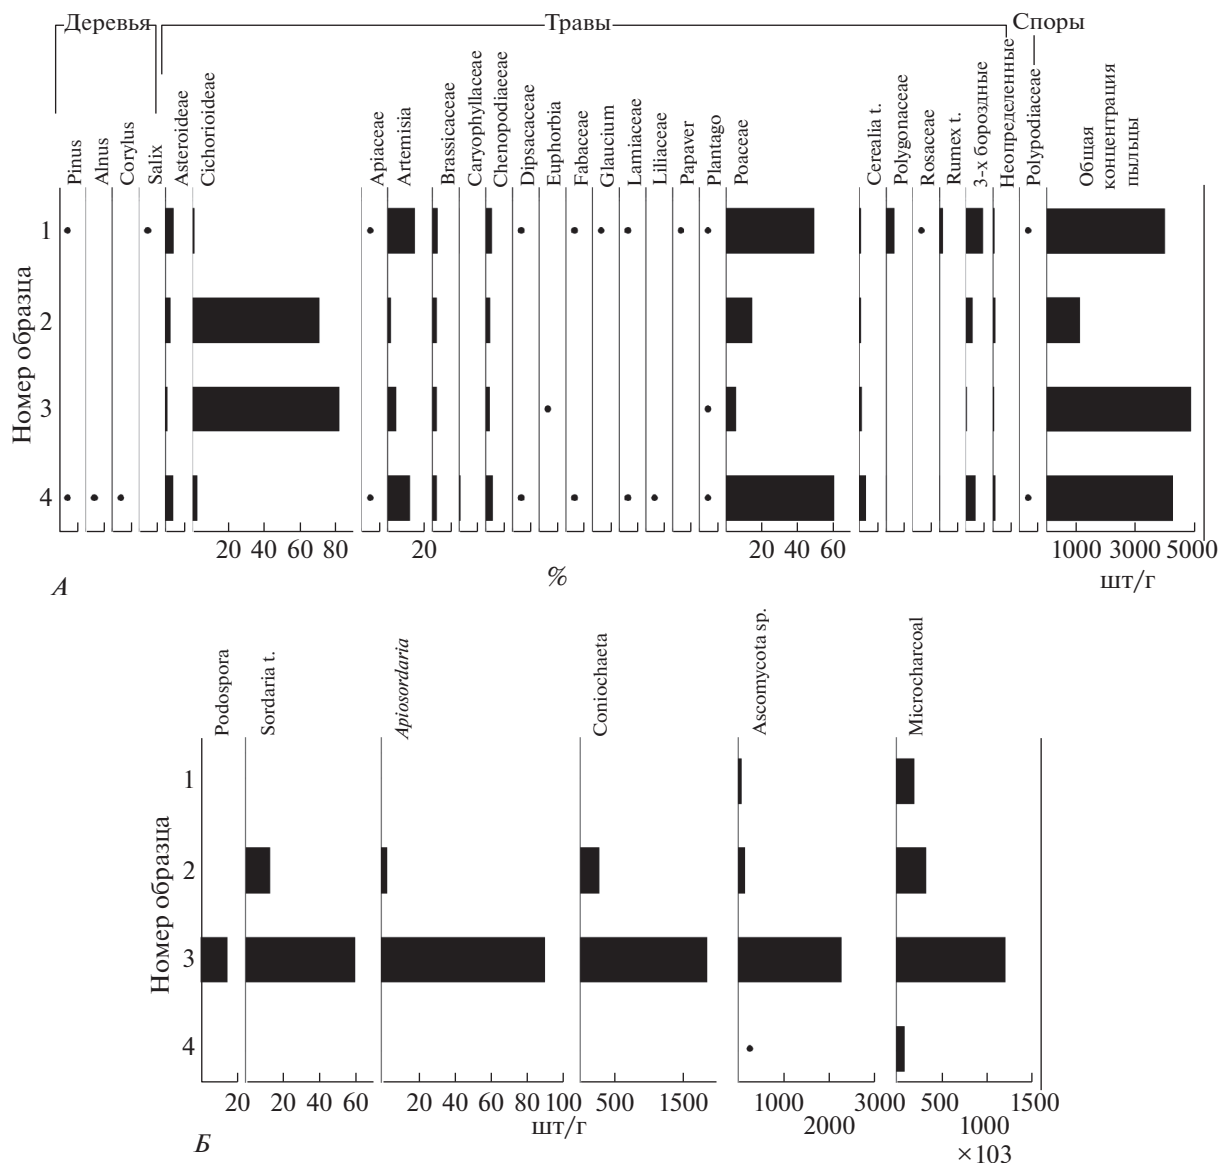 Деревья
Травы
Споры
Pinus
Alnus
Corylus
Salix
Asteroideae
Cichorioideae
Apiaceae
Artemisia
Brassicaceae
Caryophyllaceae
Chenopodiaeeae
Dipsacaceae
Euphorbia
Fabaceae
Glaucium
Lamiaceae
Liliaceae
Papaver
Plantago
Poaceae
Cerealia t.
Polygonaceae
Rosaceae
Rumex t.
3-х бороздные
Неопределенные
Polypodiaceae
Общая
концентрация
пыльцы
Номер образца
1
2
3
4
20 40 60 80
20
20 40 60
1000 3000 5000
А
%
шт/г
Podospora
Sordaria t.
Apiosordaria
Coniochaeta
Ascomycota sp.
Microcharcoal
Номер образца
1
2
3
4
20
20 40 60
20 40 60 80 100
500 1500
1000 3000
2000
500 1500
1000
Б
шт/г
×103